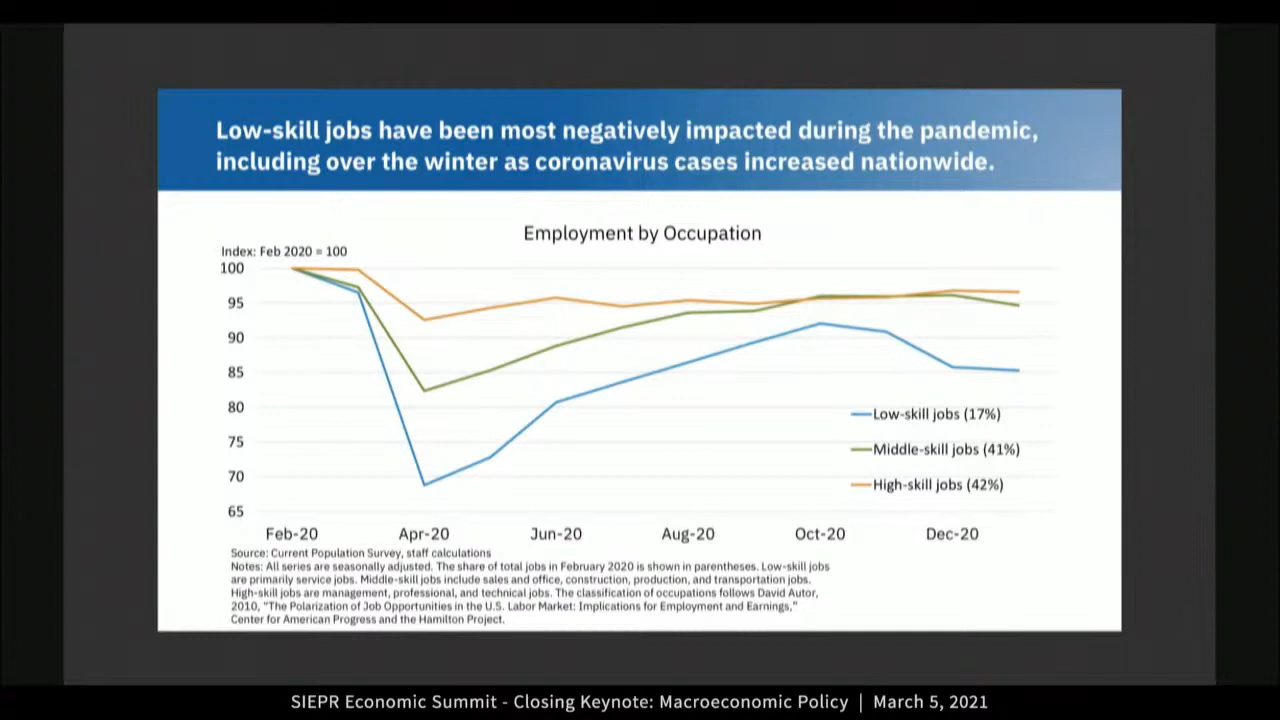 Low-skill jobs have been most negatively impacted during the pandemic,
including over the winter as coronavirus cases increased nationwide.
Employment by Occupation
Index: Feb 2020 = 100
100
95
90
85
80
75
70
65
Low-skill jobs (17%)
Middle-skill jobs (41%)
High-skill jobs (42%)
Feb-20 Apr-20 Jun-20 Aug-20 Oct-20 Dec-20
Source: Current Population Survey, staff calculations
Notes: All series are seasonally adjusted. The share of total jobs in February 2020 is shown in parentheses. Low-skill jobs
are primarily service jobs. Middle-skill jobs include sales and office, construction, production, and transportation jobs.
High-skill jobs are management, professional, and technical jobs. The classification of occupations follows David Autor,
2010, "The Polarization of Job Opportunities in the U.S. Labor Market: Implications for Employment and Earnings,"
Center for American Progress and the Hamilton Project.
SIEPR Economic Summit - Closing Keynote: Macroeconomic Policy | March 5, 2021